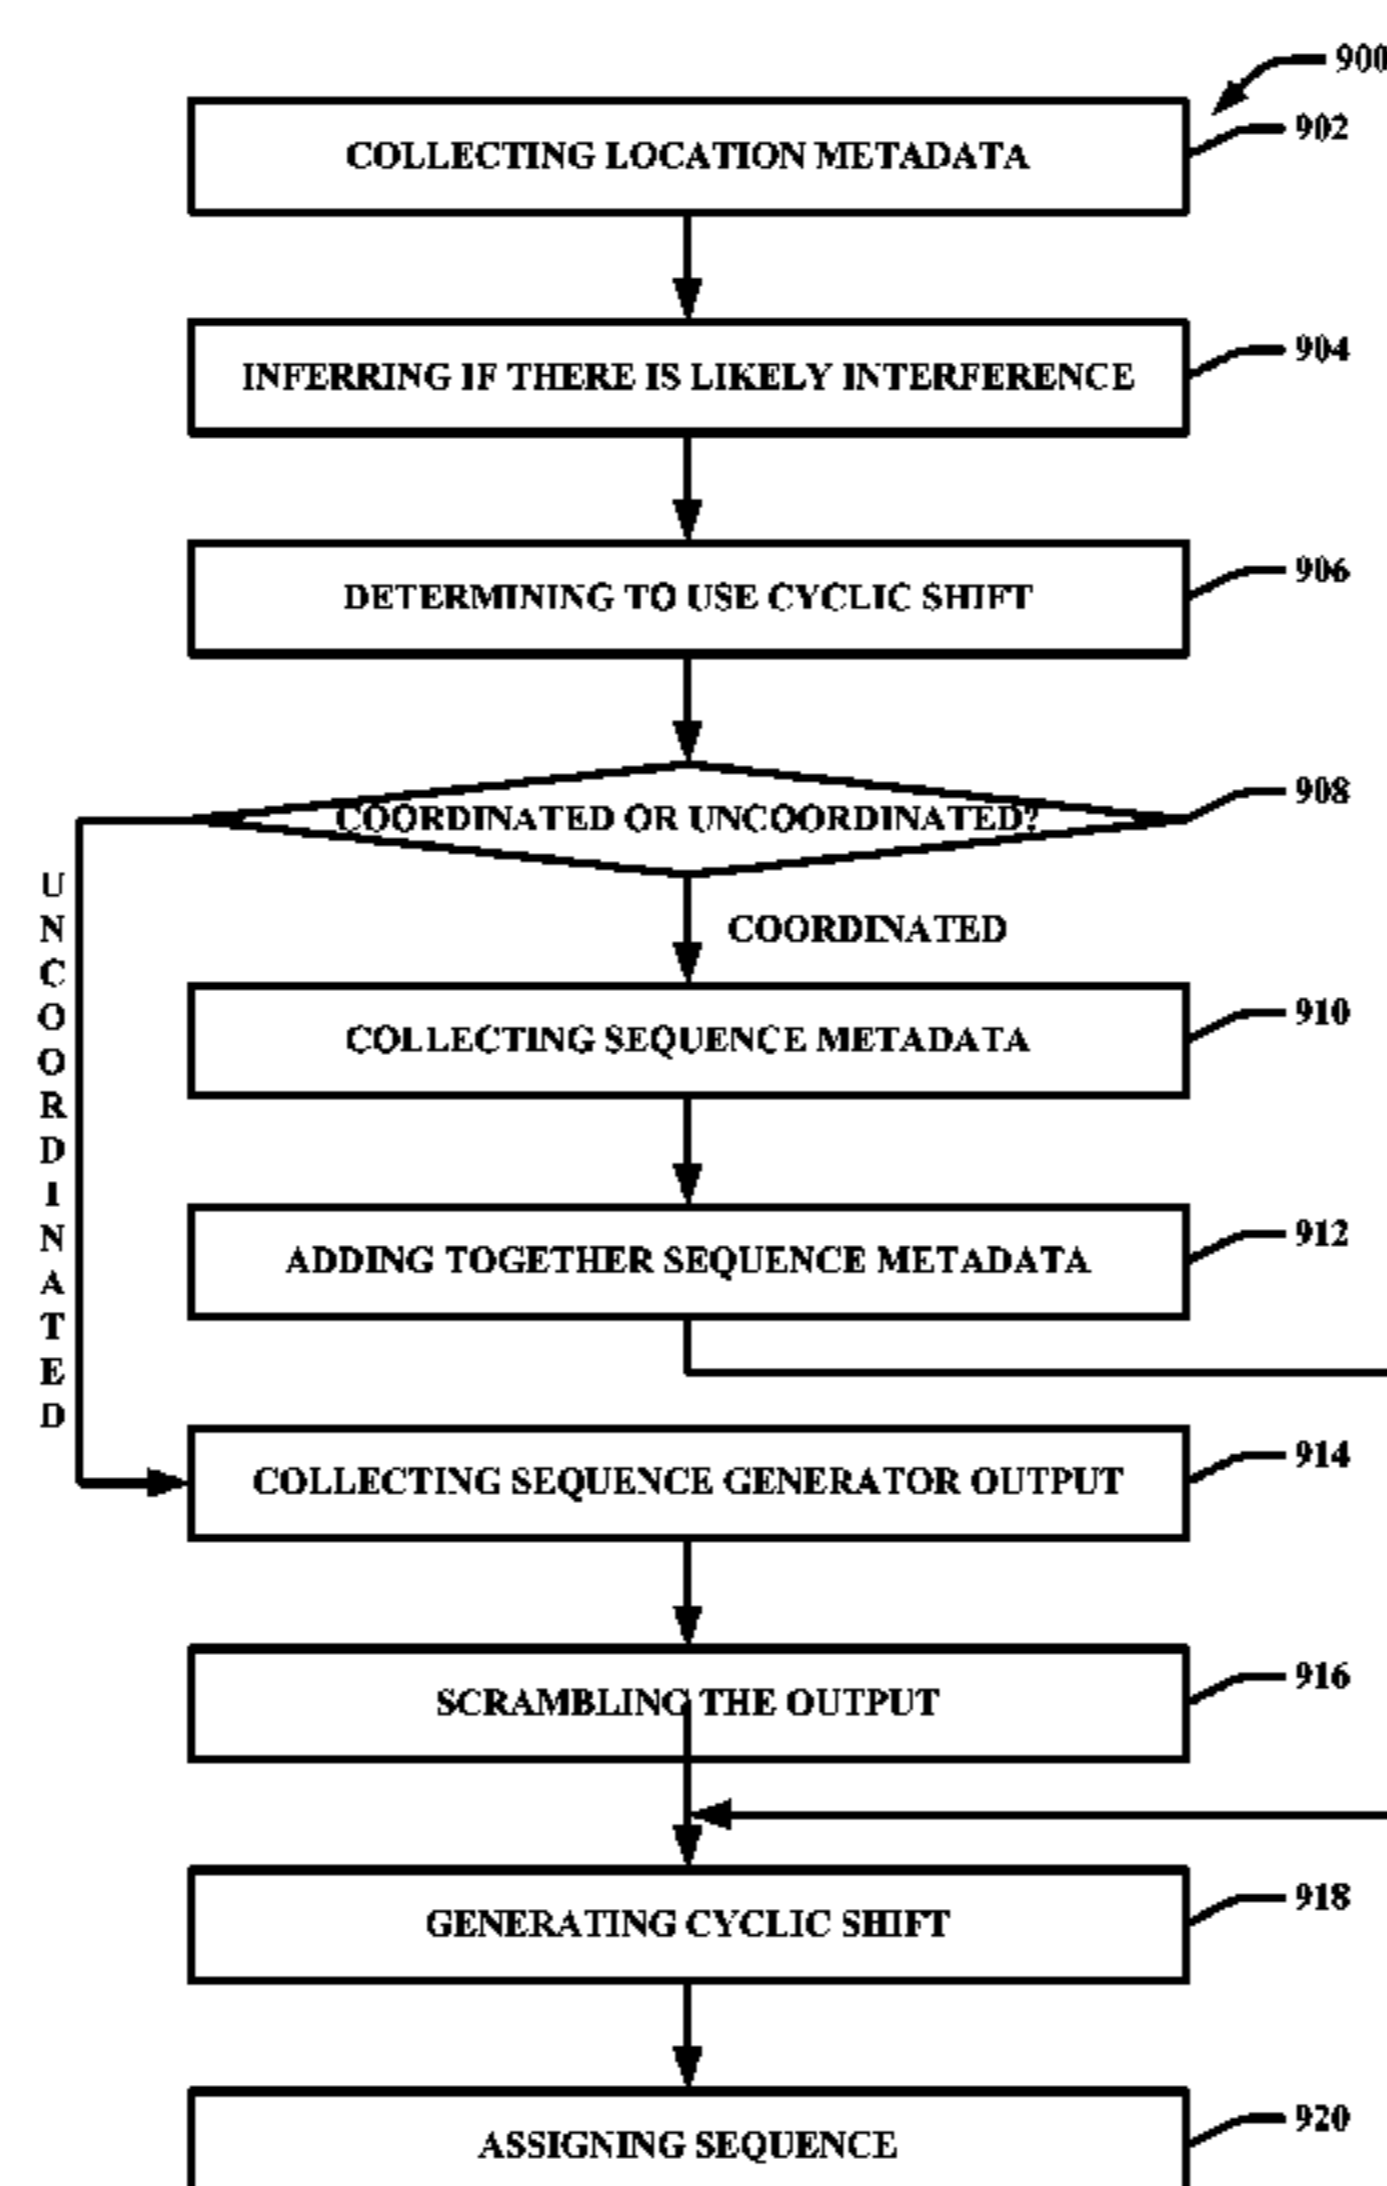 900
COLLECTING LOCATION METADATA
902
INFERRING IF THERE IS LIKELY INTERFERENCE
904
DETERMINING TO USE CYCLIC SHIFT
906
COORDINATED OR UNCOORDINATED?
908
UNCOORDINATED
COORDINATED
COLLECTING SEQUENCE METADATA
910
ADDING TOGETHER SEQUENCE METADATA
912
COLLECTING SEQUENCE GENERATOR OUTPUT
914
SCRAMBLING THE OUTPUT
916
GENERATING CYCLIC SHIFT
918
ASSIGNING SEQUENCE
920